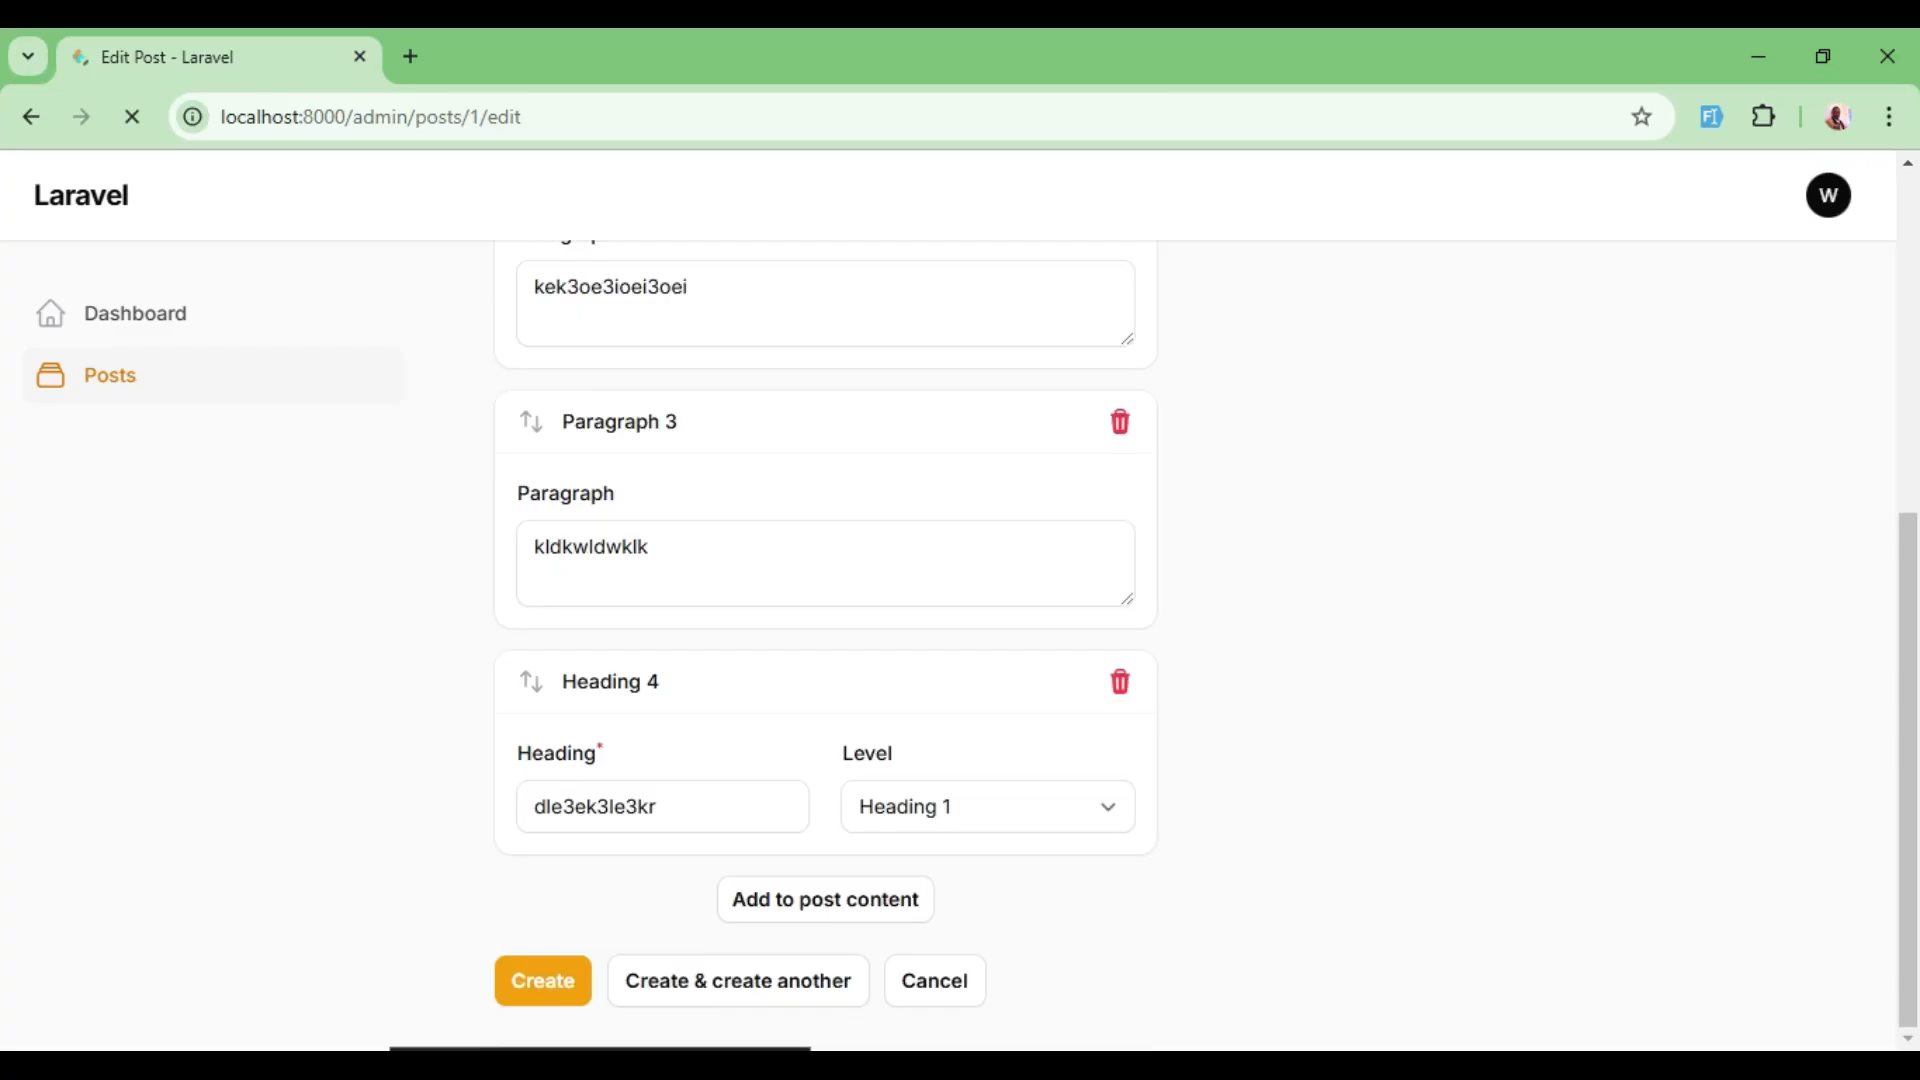 Edit Post - Laravel
localhost:8000/admin/posts/1/edit
Laravel
W
Dashboard
Posts
kek3oe3ioei3oei
Paragraph 3
Paragraph
kldkwldwklk
Heading 4
Heading*
Level
dle3ek3le3kr
Heading 1
Add to post content
Create
Create & create another
Cancel